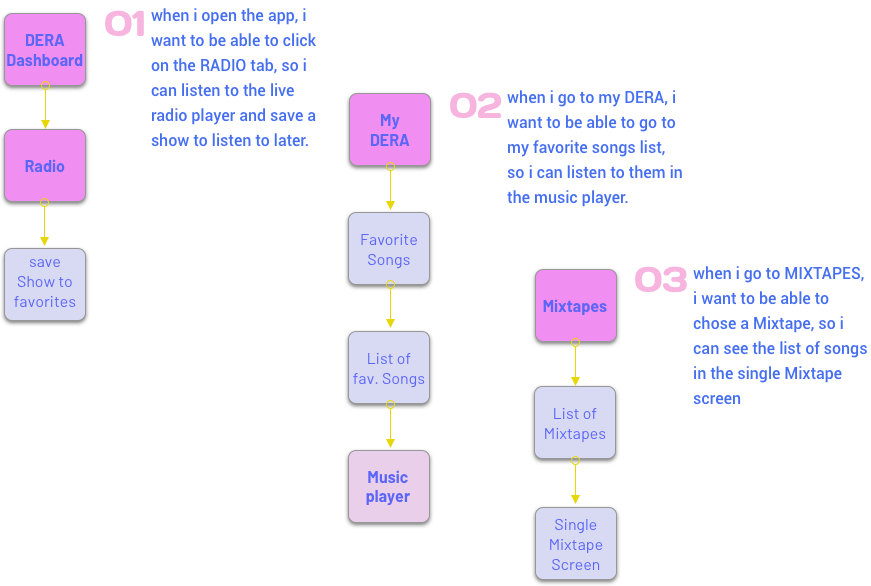 DERA
Dashboard
Radio
save
Show to
favorites
01
when i open the app, i
want to be able to click
on the RADIO tab, so i
can listen to the live
radio player and save a
show to listen to later.
My
DERA
Favorite
Songs
List of
fav. Songs
Music
player
02
when i go to my DERA, i
want to be able to go to
my favorite songs list,
so i can listen to them in
the music player.
Mixtapes
List of
Mixtapes
Single
Mixtape
Screen
03
when i go to MIXTAPES,
i want to be able to
chose a Mixtape, so i
can see the list of songs
in the single Mixtape
screen